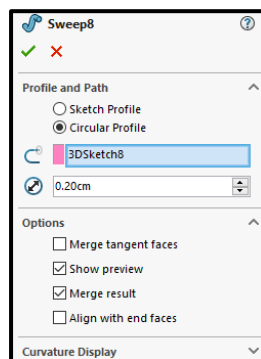 Sweep8
Profile and Path
Sketch Profile
Circular Profile
3DSketch8
0.20cm
Options
Merge tangent faces
Show preview
Merge result
Align with end faces
Curvature Display